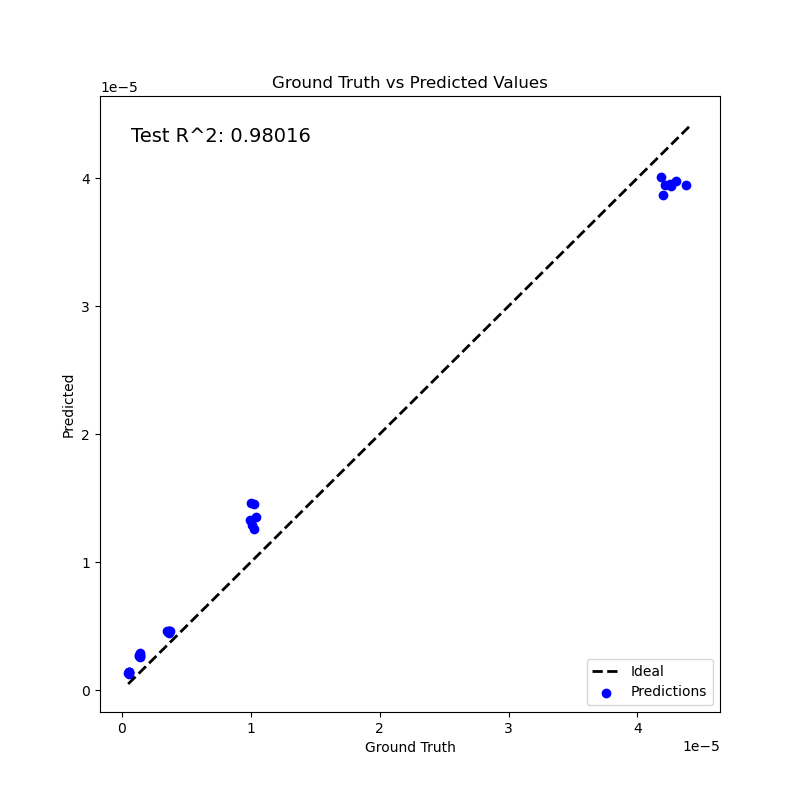 Ground Truth vs Predicted Values
1e−5
Test R^2: 0.98016
4
3
2
1
0
Predicted
Ideal
Predictions
0 1 2 3 4
Ground Truth
1e−5